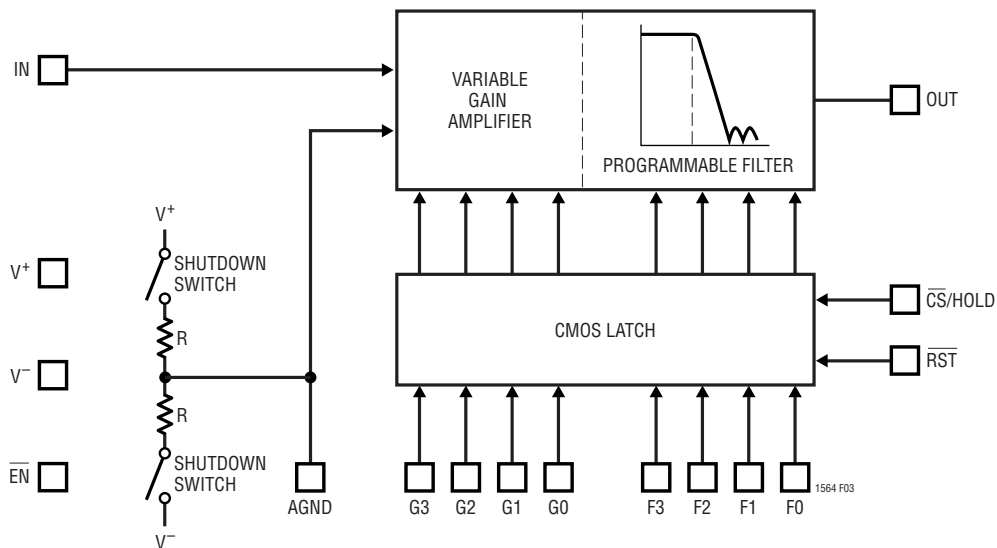 IN
VARIABLE
GAIN
AMPLIFIER
PROGRAMMABLE FILTER
OUT
V+
V+
SHUTDOWN
SWITCH
R
V−
R
EN
SHUTDOWN
SWITCH
V−
CMOS LATCH
CS/HOLD
RST
AGND
G3
G2
G1
G0
F3
F2
F1
F0
1564 F03